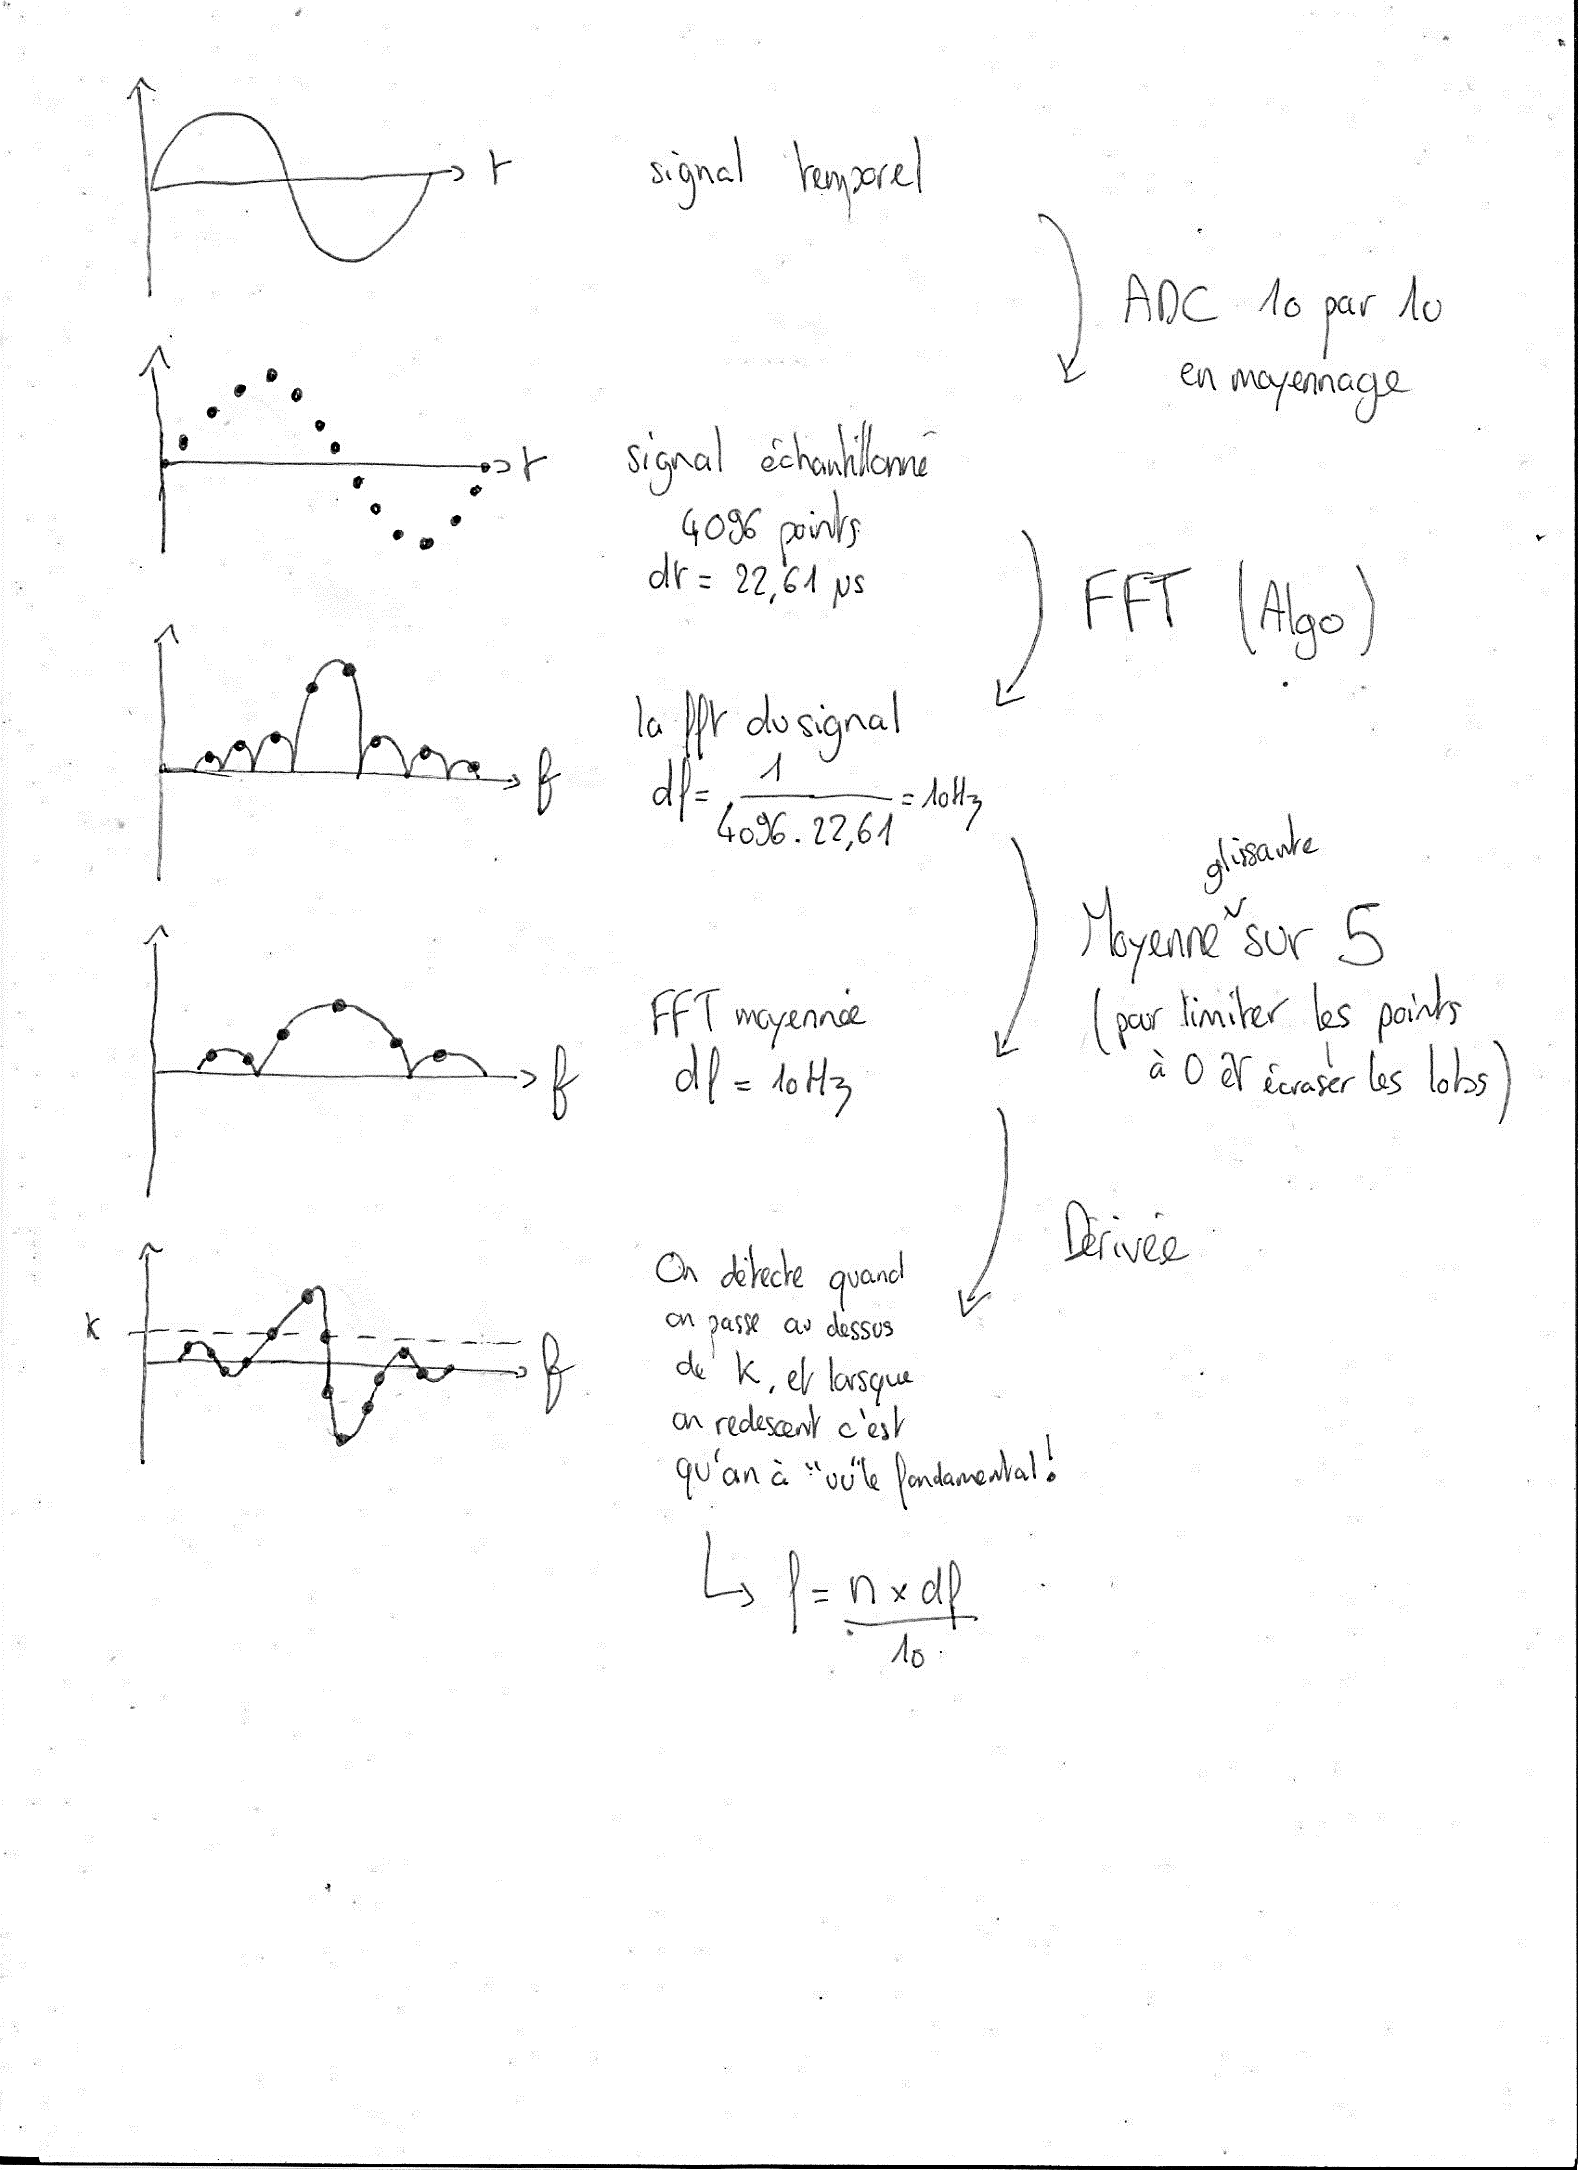 t
signal temporel
ADC 10 par 10
en moyennage
t
signal échantillonné
4096 points
dt = 22,61 µs
FFT (Algo)
f
la fft du signal
df = 1 / 4096 . 22,61 = 10Hz
glissante
Moyenne ˅ sur 5
(pour limiter les points
à 0 et écraser les lobs)
f
FFT moyennée
df = 10Hz
Dérivée
K
f
On détecte quand
on passe au dessus
de K, et lorsque
on redescent c'est
qu'on à "vu" le fondamental !
f = n x df / 10